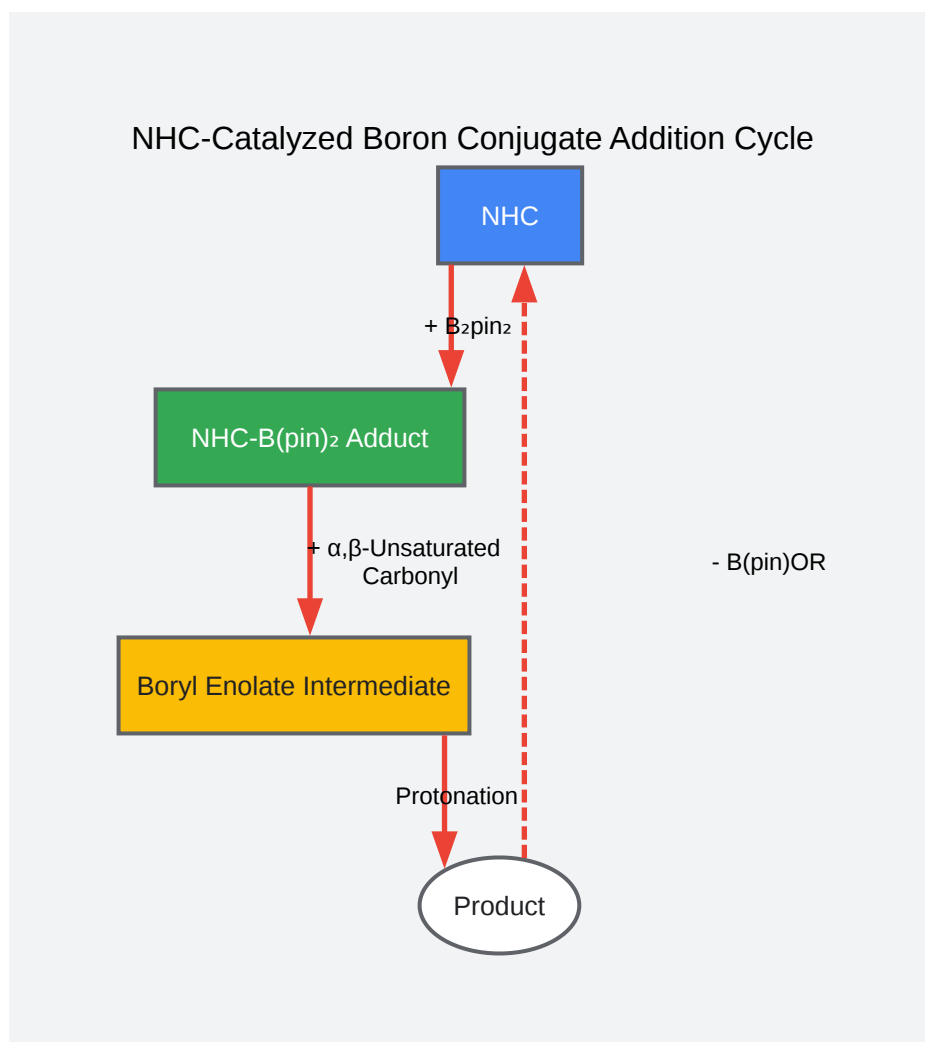 NHC-Catalyzed Boron Conjugate Addition Cycle
NHC
+ B₂pin₂
NHC-B(pin)₂ Adduct
+ α,β-Unsaturated
Carbonyl
- B(pin)OR
Boryl Enolate Intermediate
Protonation
Product